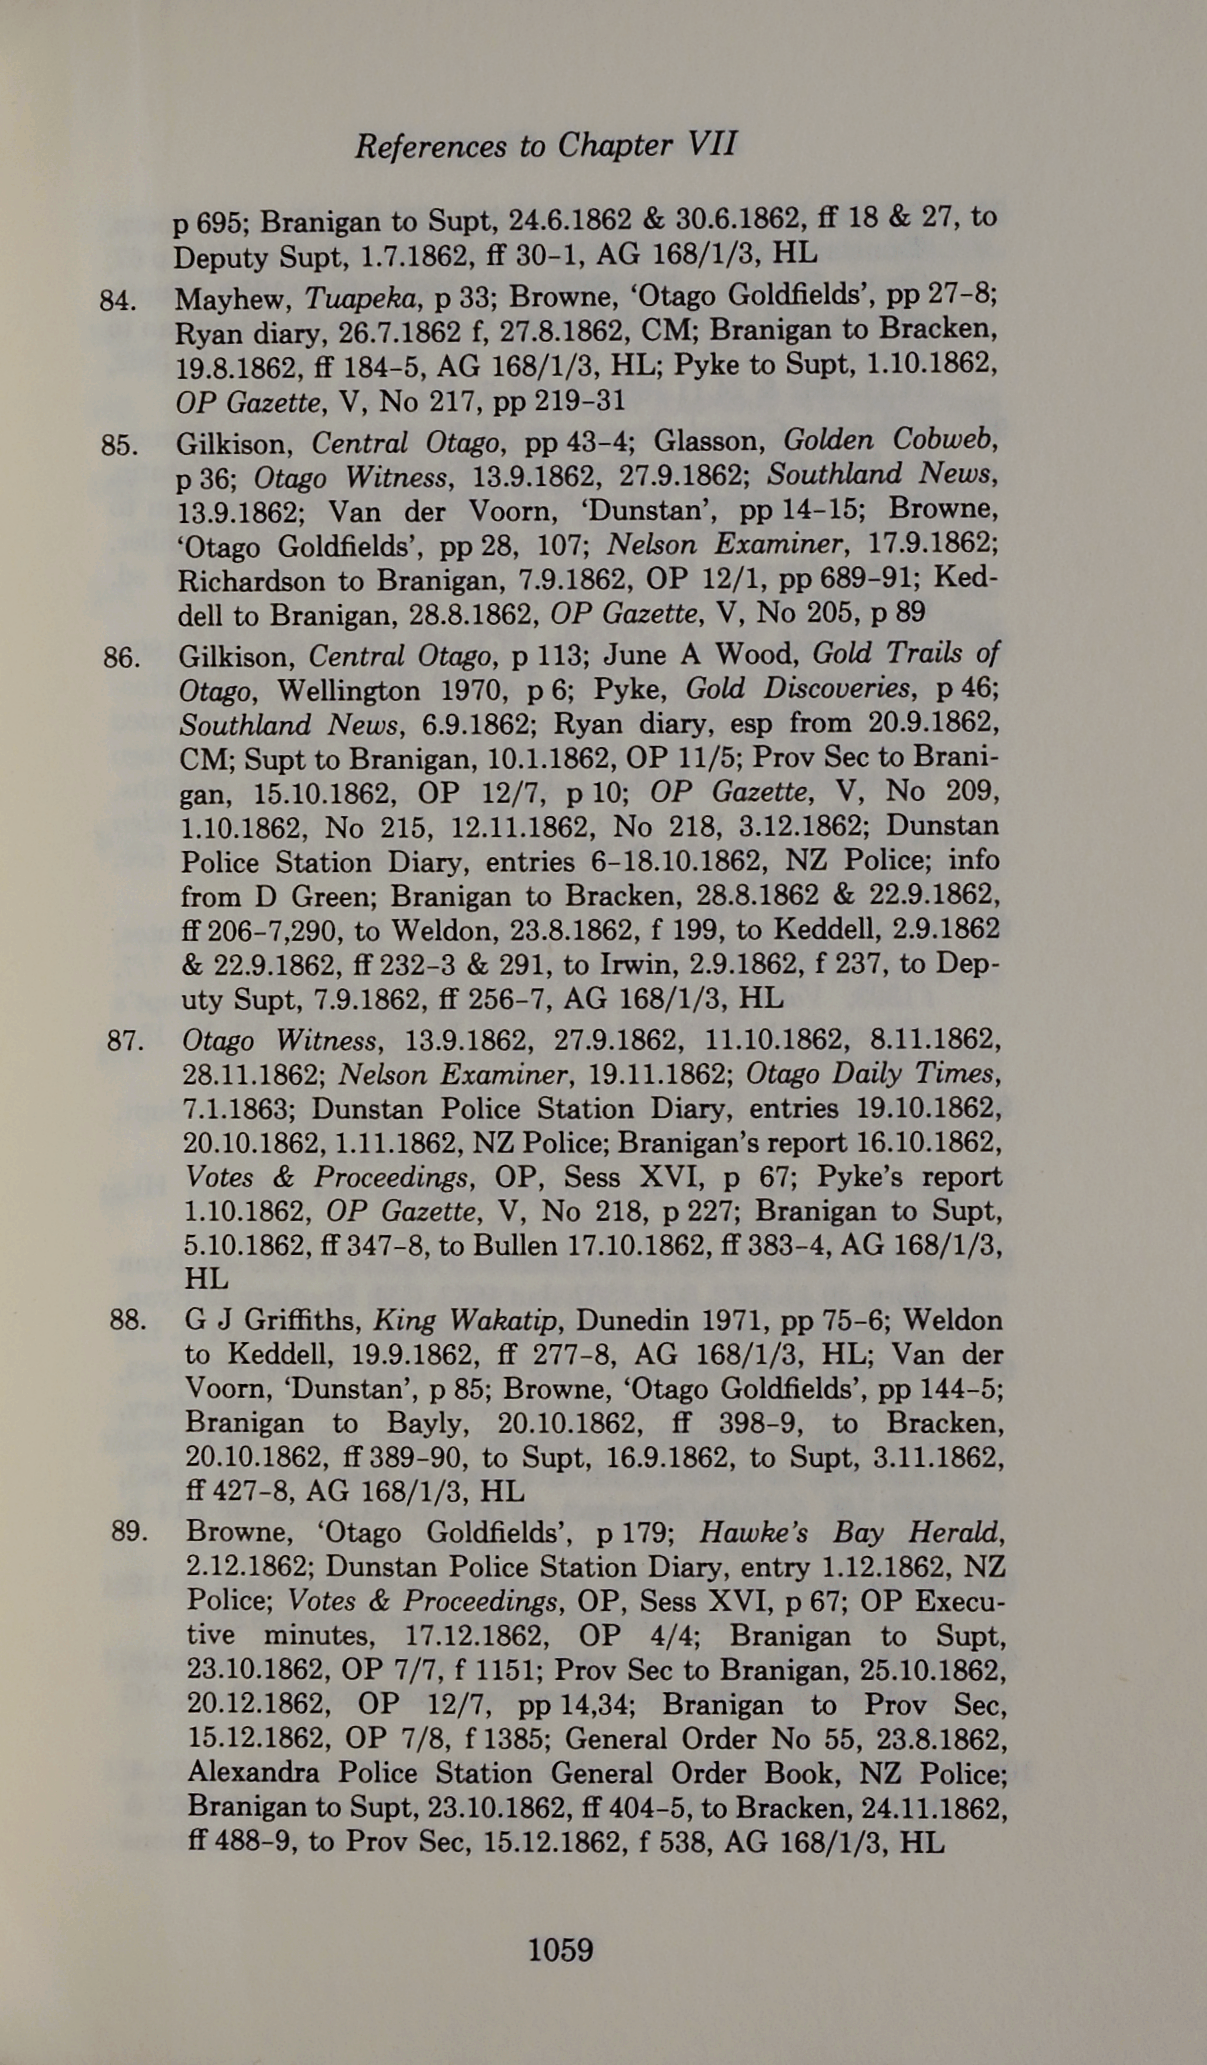 References to Chapter VII
p 695; Branigan to Supt, 24.6.1862 & 30.6.1862, ff 18 & 27, to
Deputy Supt, 1.7.1862, ff 30–1, AG 168/1/3, HL
84. Mayhew, Tuapeka, p 33; Browne, ‘Otago Goldfields’, pp 27–8;
Ryan diary, 26.7.1862 f, 27.8.1862, CM; Branigan to Bracken,
19.8.1862, ff 184–5, AG 168/1/3, HL; Pyke to Supt, 1.10.1862,
OP Gazette, V, No 217, pp 219–31
85. Gilkison, Central Otago, pp 43–4; Glasson, Golden Cobweb,
p 36; Otago Witness, 13.9.1862, 27.9.1862; Southland News,
13.9.1862; Van der Voorn, ‘Dunstan’, pp 14–15; Browne,
‘Otago Goldfields’, pp 28, 107; Nelson Examiner, 17.9.1862;
Richardson to Branigan, 7.9.1862, OP 12/1, pp 689–91; Ked-
dell to Branigan, 28.8.1862, OP Gazette, V, No 205, p 89
86. Gilkison, Central Otago, p 113; June A Wood, Gold Trails of
Otago, Wellington 1970, p 6; Pyke, Gold Discoveries, p 46;
Southland News, 6.9.1862; Ryan diary, esp from 20.9.1862,
CM; Supt to Branigan, 10.1.1862, OP 11/5; Prov Sec to Brani-
gan, 15.10.1862, OP 12/7, p 10; OP Gazette, V, No 209,
1.10.1862, No 215, 12.11.1862, No 218, 3.12.1862; Dunstan
Police Station Diary, entries 6–18.10.1862, NZ Police; info
from D Green; Branigan to Bracken, 28.8.1862 & 22.9.1862,
ff 206–7,290, to Weldon, 23.8.1862, f 199, to Keddell, 2.9.1862
& 22.9.1862, ff 232–3 & 291, to Irwin, 2.9.1862, f 237, to Dep-
uty Supt, 7.9.1862, ff 256–7, AG 168/1/3, HL
87. Otago Witness, 13.9.1862, 27.9.1862, 11.10.1862, 8.11.1862,
28.11.1862; Nelson Examiner, 19.11.1862; Otago Daily Times,
7.1.1863; Dunstan Police Station Diary, entries 19.10.1862,
20.10.1862, 1.11.1862, NZ Police; Branigan’s report 16.10.1862,
Votes & Proceedings, OP, Sess XVI, p 67; Pyke’s report
1.10.1862, OP Gazette, V, No 218, p 227; Branigan to Supt,
5.10.1862, ff 347–8, to Bullen 17.10.1862, ff 383–4, AG 168/1/3,
HL
88. G J Griffiths, King Wakatip, Dunedin 1971, pp 75–6; Weldon
to Keddell, 19.9.1862, ff 277–8, AG 168/1/3, HL; Van der
Voorn, ‘Dunstan’, p 85; Browne, ‘Otago Goldfields’, pp 144–5;
Branigan to Bayly, 20.10.1862, ff 398–9, to Bracken,
20.10.1862, ff 389–90, to Supt, 16.9.1862, to Supt, 3.11.1862,
ff 427–8, AG 168/1/3, HL
89. Browne, ‘Otago Goldfields’, p 179; Hawke’s Bay Herald,
2.12.1862; Dunstan Police Station Diary, entry 1.12.1862, NZ
Police; Votes & Proceedings, OP, Sess XVI, p 67; OP Execu-
tive minutes, 17.12.1862, OP 4/4; Branigan to Supt,
23.10.1862, OP 7/7, f 1151; Prov Sec to Branigan, 25.10.1862,
20.12.1862, OP 12/7, pp 14,34; Branigan to Prov Sec,
15.12.1862, OP 7/8, f 1385; General Order No 55, 23.8.1862,
Alexandra Police Station General Order Book, NZ Police;
Branigan to Supt, 23.10.1862, ff 404–5, to Bracken, 24.11.1862,
ff 488–9, to Prov Sec, 15.12.1862, f 538, AG 168/1/3, HL
1059